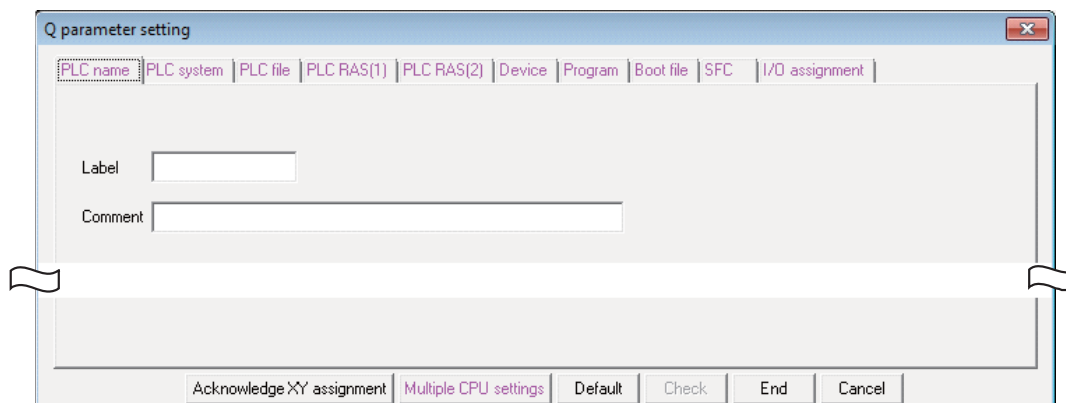 Q parameter setting
PLC name PLC system PLC file PLC RAS(1) PLC RAS(2) Device Program Boot file SFC I/O assignment
Label
Comment
Acknowledge XY assignment Multiple CPU settings Default Check End Cancel